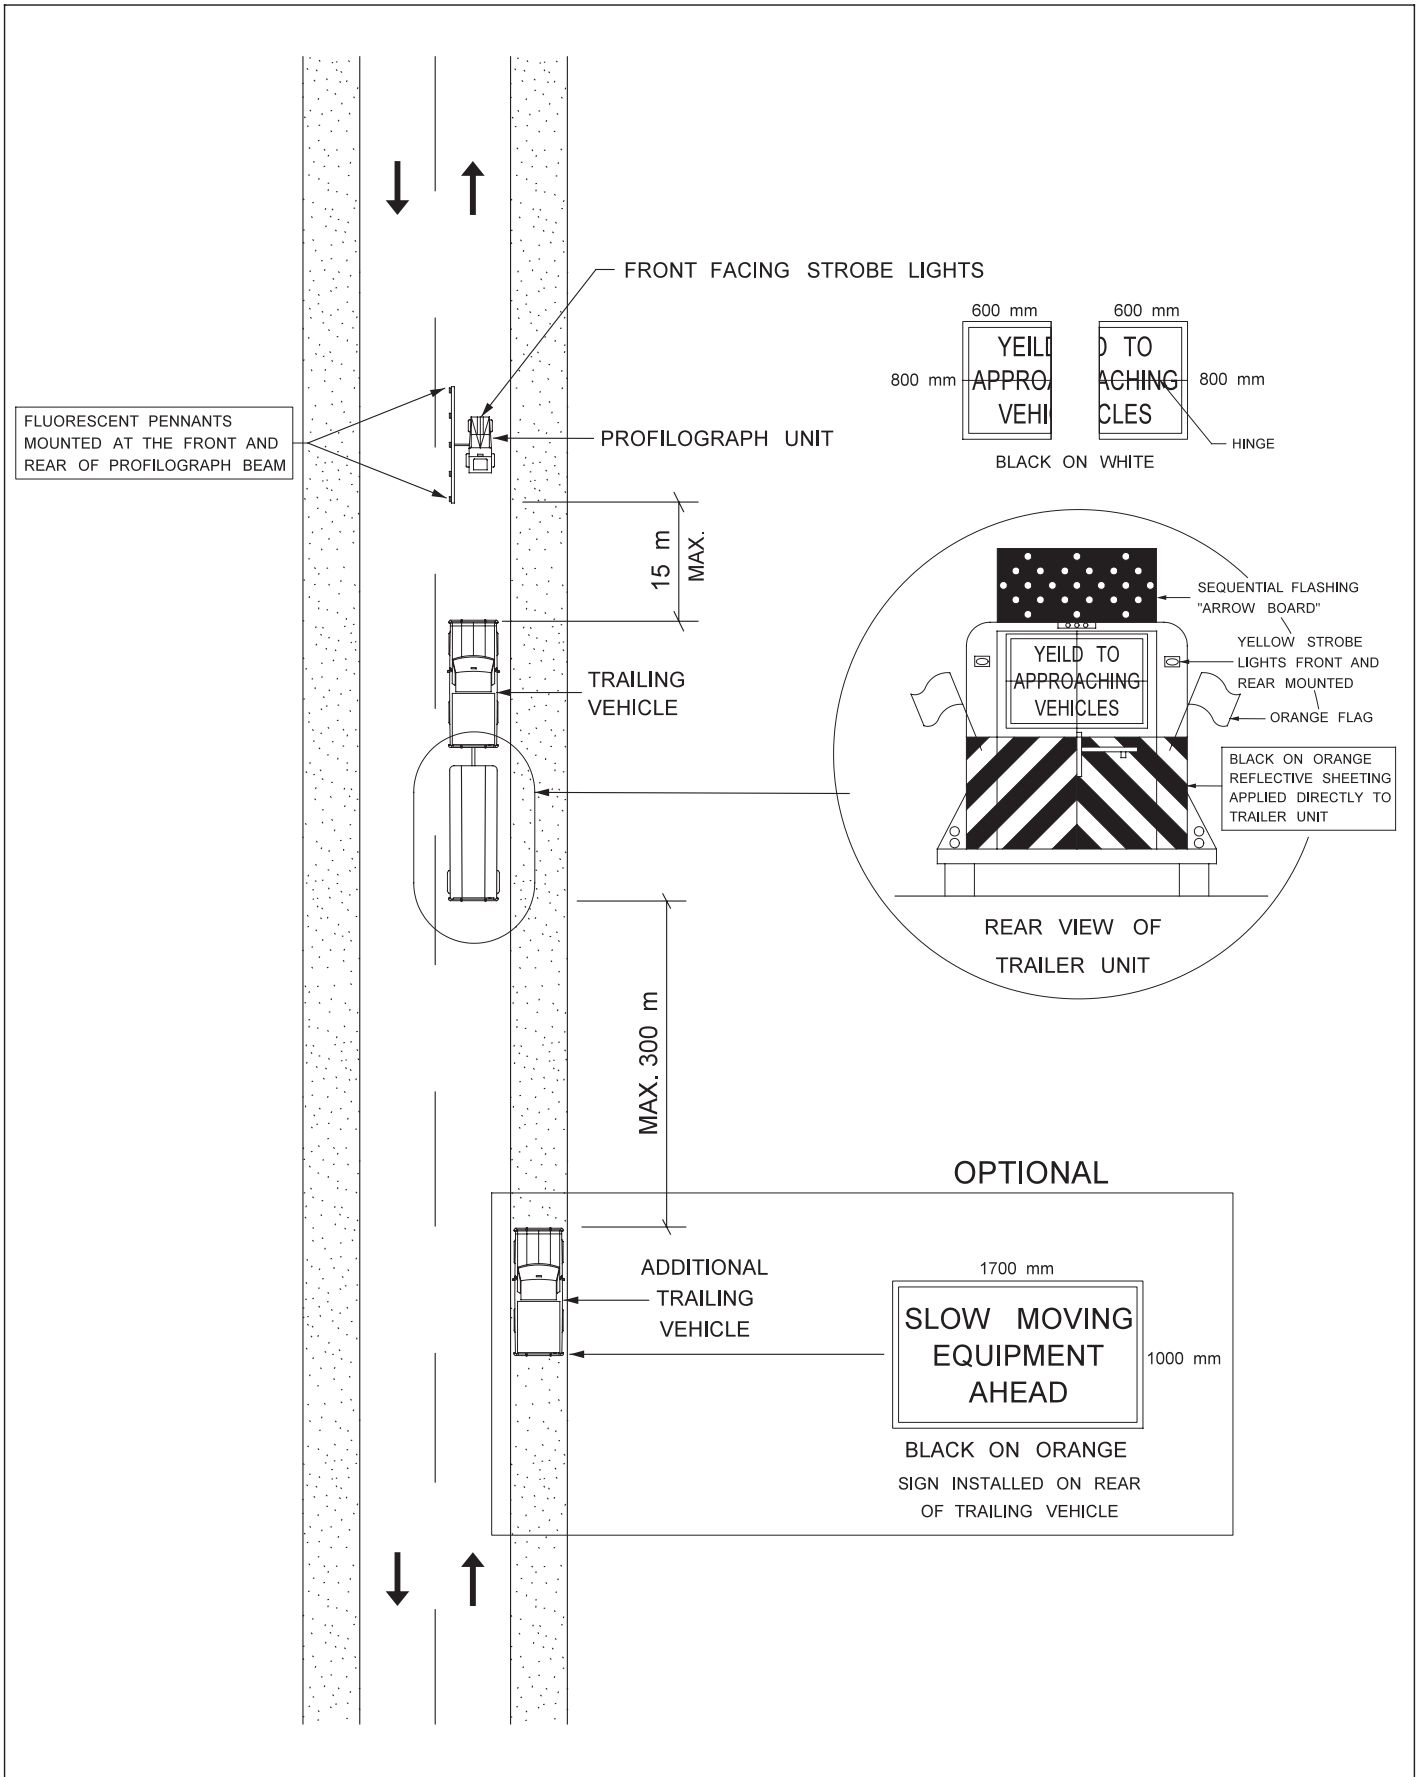 FRONT FACING STROBE LIGHTS
600 mm
600 mm
YEILD
D TO
800 mm
APPROA
ACHING
800 mm
VEHI
CLES
HINGE
BLACK ON WHITE
FLUORESCENT PENNANTS
MOUNTED AT THE FRONT AND
REAR OF PROFILOGRAPH BEAM
PROFILOGRAPH UNIT
15 m
MAX.
SEQUENTIAL FLASHING
"ARROW BOARD"
YELLOW STROBE
LIGHTS FRONT AND
REAR MOUNTED
ORANGE FLAG
YEILD TO
APPROACHING
VEHICLES
BLACK ON ORANGE
REFLECTIVE SHEETING
APPLIED DIRECTLY TO
TRAILER UNIT
TRAILING
VEHICLE
REAR VIEW OF
TRAILER UNIT
MAX. 300 m
OPTIONAL
ADDITIONAL
TRAILING
VEHICLE
1700 mm
SLOW MOVING
EQUIPMENT
AHEAD
1000 mm
BLACK ON ORANGE
SIGN INSTALLED ON REAR
OF TRAILING VEHICLE